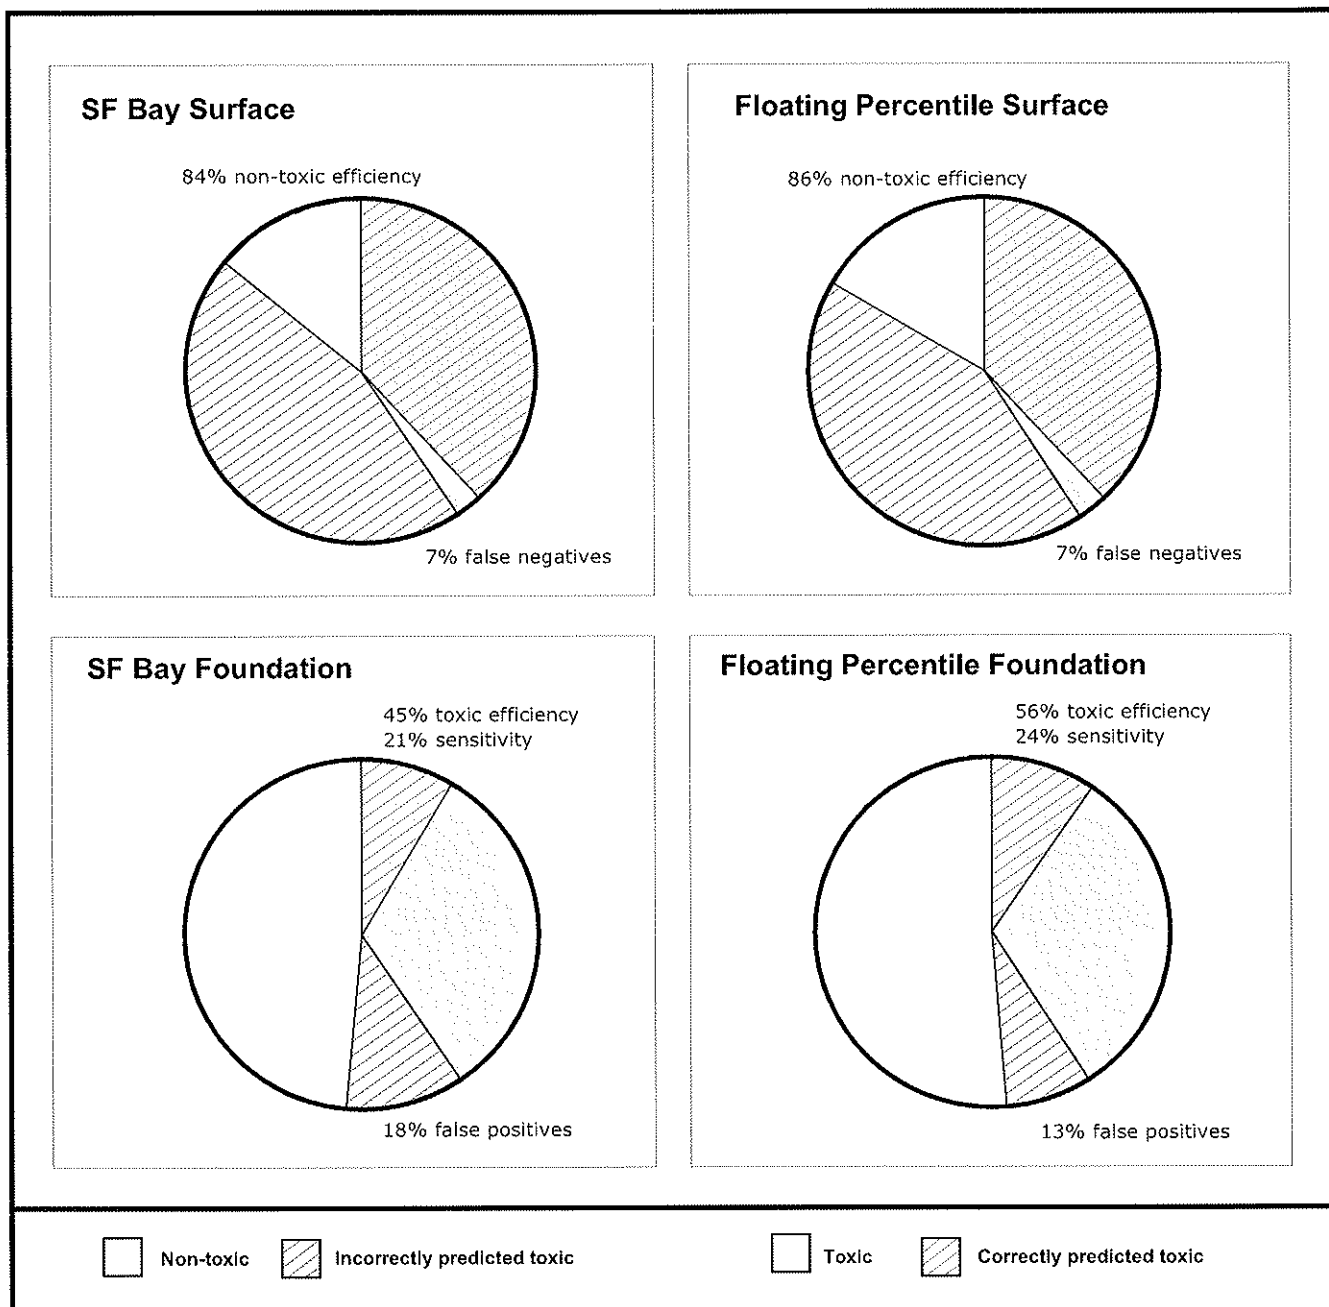 SF Bay Surface
84% non-toxic efficiency
7% false negatives
Floating Percentile Surface
86% non-toxic efficiency
7% false negatives
SF Bay Foundation
45% toxic efficiency
21% sensitivity
18% false positives
Floating Percentile Foundation
56% toxic efficiency
24% sensitivity
13% false positives
Non-toxic
Incorrectly predicted toxic
Toxic
Correctly predicted toxic